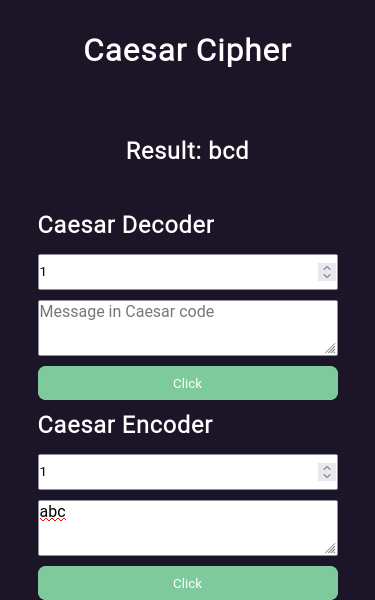 Caesar Cipher
Result: bcd
Caesar Decoder
1
Message in Caesar code
Click
Caesar Encoder
1
abc
Click